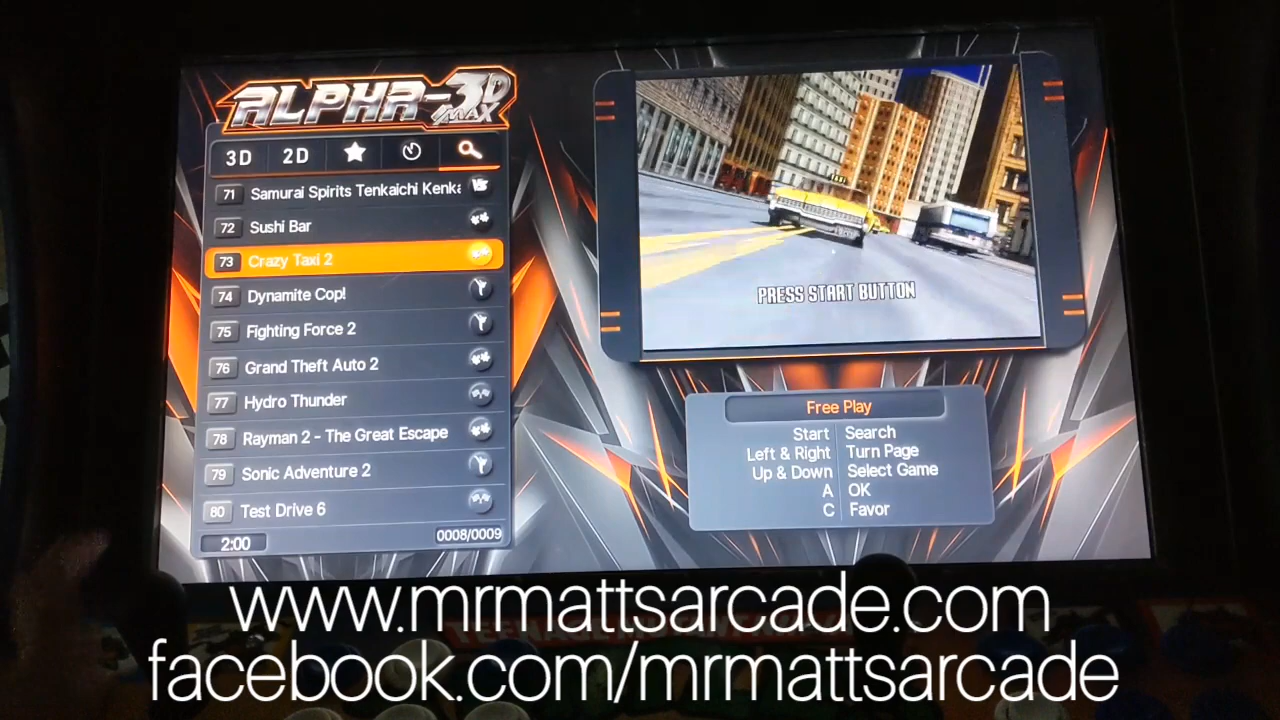 ALPHA-3D
MAX
3D 2D
71 Samurai Spirits Tenkaichi Kenka
72 Sushi Bar
73 Crazy Taxi 2
74 Dynamite Cop!
75 Fighting Force 2
76 Grand Theft Auto 2
77 Hydro Thunder
78 Rayman 2 - The Great Escape
79 Sonic Adventure 2
80 Test Drive 6
2:00 0008/0009
TAXI
PRESS START BUTTON
Free Play
Start Search
Left & Right Turn Page
Up & Down Select Game
A OK
C Favor
www.mrmattsarcade.com
facebook.com/mrmattsarcade